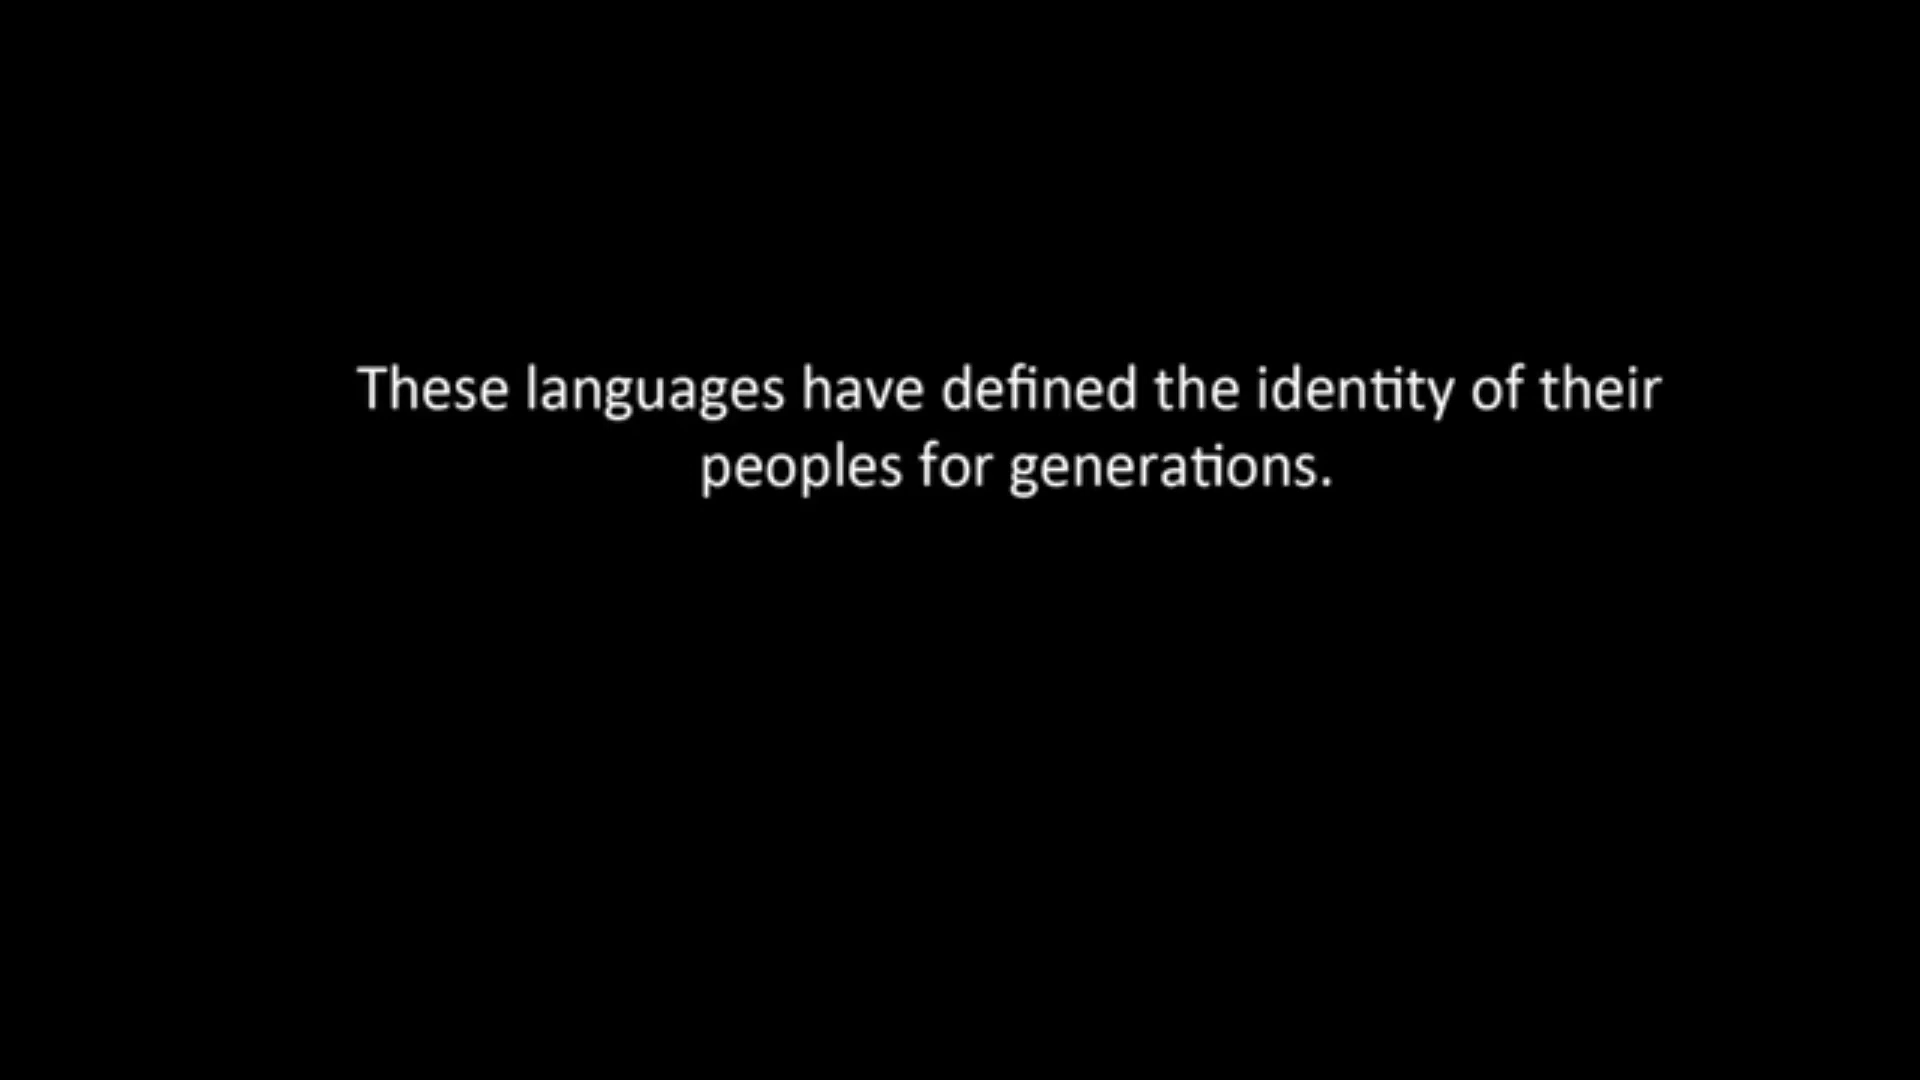 These languages have defined the identity of their
peoples for generations.